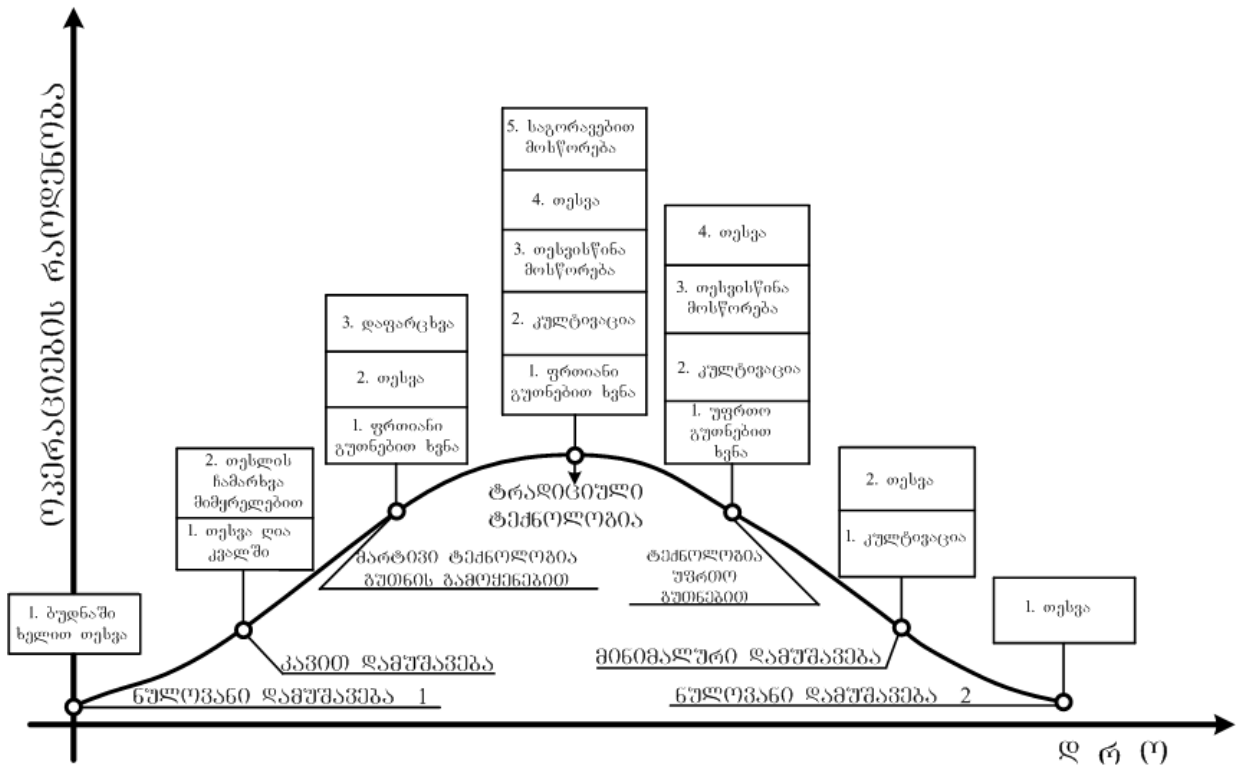 ოპერაციების რაოდენობა
5. საგორავებით
მოსწორება
4. თესვა
3. თესვისწინა
მოსწორება
2. კულტივაცია
1. ფრთიანი
გუთნებით ხვნა
4. თესვა
3. თესვისწინა
მოსწორება
2. კულტივაცია
1. უფრთო
გუთნებით
ხვნა
3. დაფარცხვა
2. თესვა
1. ფრთიანი
გუთნებით ხვნა
2. თესლის
ჩამარხვა
მიმყრელებით
1. თესვა ღია
კვალში
2. თესვა
1. კულტივაცია
1. ბუდნაში
ხელით თესვა
1. თესვა
ტრადიციული
ტექნოლოგია
მარტივი ტექნოლოგია
გუთნის გამოყენებით
ტექნოლოგია
უფრთო
გუთნებით
კავით დამუშავება
მინიმალური დამუშავება
ნულოვანი დამუშავება 1
ნულოვანი დამუშავება 2
დრო